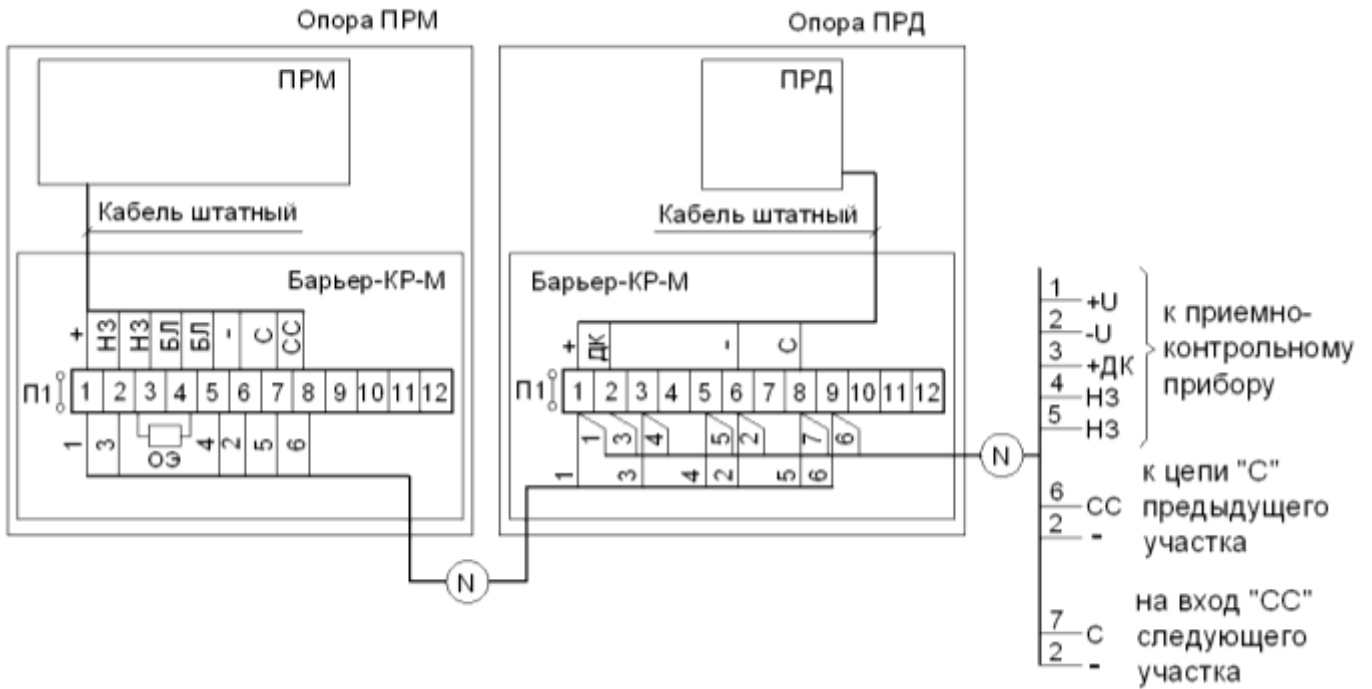 Опора ПРМ
Опора ПРД
ПРМ
ПРД
Кабель штатный
Кабель штатный
Барьер-КР-М
Барьер-КР-М
+ НЗ НЗ БЛ БЛ - С СС
+ ДК - С
П1 1 2 3 4 5 6 7 8 9 10 11 12
П1 1 2 3 4 5 6 7 8 9 10 11 12
1 3 ОЭ 4 2 5 6
1 3 4 5 2 7 6
1 3 4 2 5 6
N
N
1 +U
2 -U
3 +ДК
4 НЗ
5 НЗ
к приемно-
контрольному
прибору
6 СС
2 -
к цепи "С"
предыдущего
участка
7 С
2 -
на вход "СС"
следующего
участка